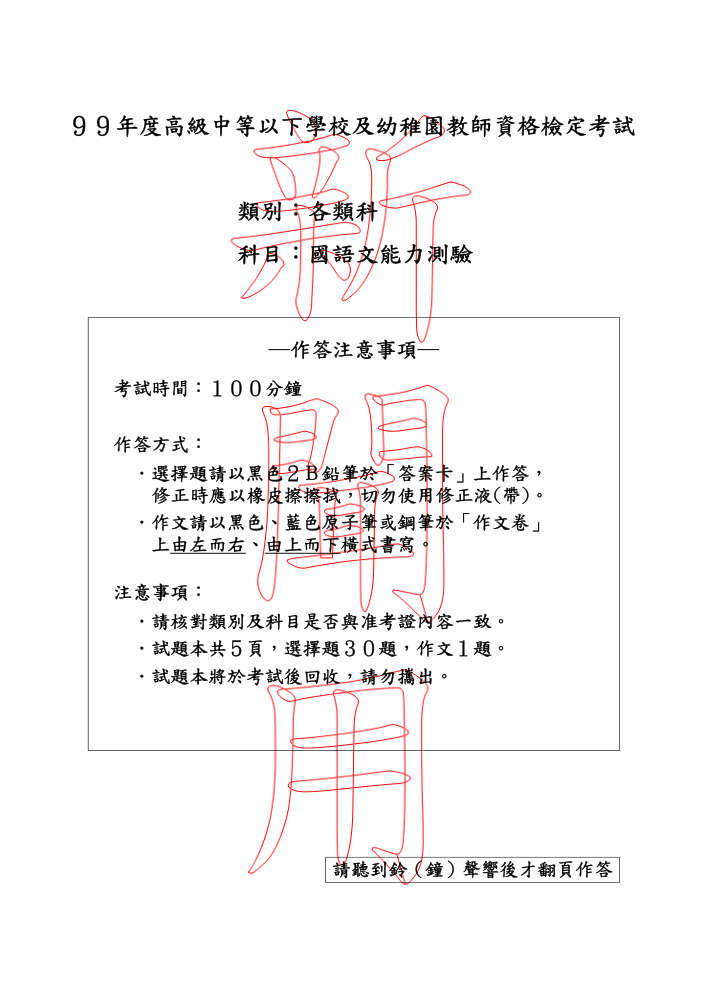 ９９年度高級中等以下學校及幼稚園教師資格檢定考試
類別：各類科
科目：國語文能力測驗
—作答注意事項—
考試時間：１００分鐘
作答方式：
．選擇題請以黑色２Ｂ鉛筆於「答案卡」上作答，
修正時應以橡皮擦擦拭，切勿使用修正液(帶)。
．作文請以黑色、藍色原子筆或鋼筆於「作文卷」
上由左而右、由上而下橫式書寫。
注意事項：
．請核對類別及科目是否與准考證內容一致。
．試題本共５頁，選擇題３０題，作文１題。
．試題本將於考試後回收，請勿攜出。
請聽到鈴（鐘）聲響後才翻頁作答
新
聞
用